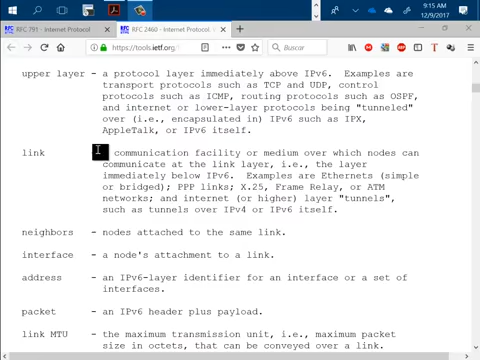 9:15 AM
12/9/2017
RFC 791 - Internet Protocol
RFC 2460 - Internet Protocol,
https://tools.ietf.org
Buscar
upper layer - a protocol layer immediately above IPv6. Examples are
transport protocols such as TCP and UDP, control
protocols such as ICMP, routing protocols such as OSPF,
and internet or lower-layer protocols being "tunneled"
over (i.e., encapsulated in) IPv6 such as IPX,
AppleTalk, or IPv6 itself.
link communication facility or medium over which nodes can
communicate at the link layer, i.e., the layer
immediately below IPv6. Examples are Ethernets (simple
or bridged); PPP links; X.25, Frame Relay, or ATM
networks; and internet (or higher) layer "tunnels",
such as tunnels over IPv4 or IPv6 itself.
neighbors - nodes attached to the same link.
interface - a node's attachment to a link.
address - an IPv6-layer identifier for an interface or a set of
interfaces.
packet - an IPv6 header plus payload.
link MTU - the maximum transmission unit, i.e., maximum packet
size in octets, that can be conveyed over a link.